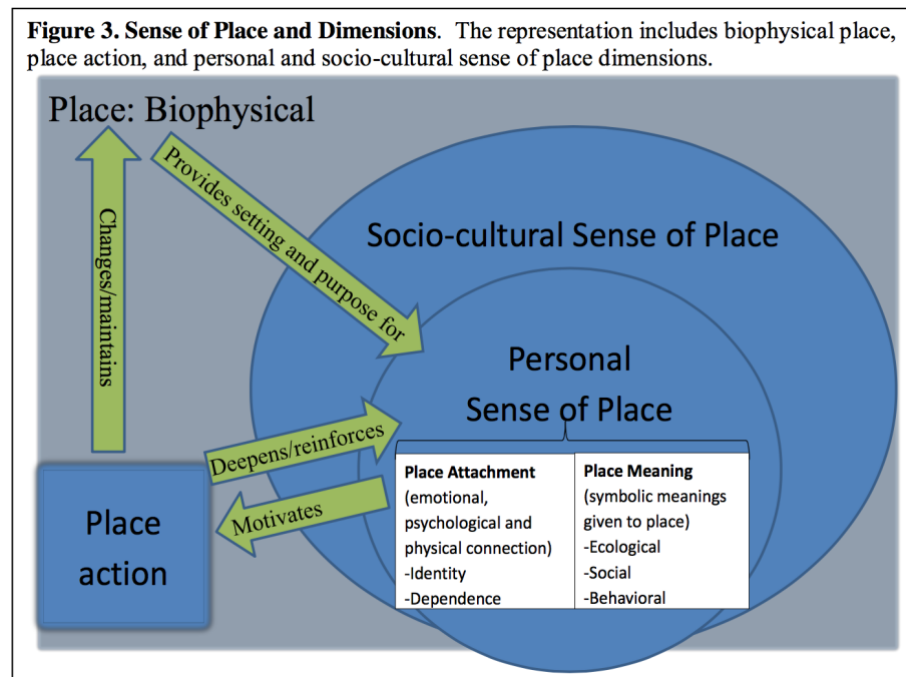 Figure 3. Sense of Place and Dimensions. The representation includes biophysical place,
place action, and personal and socio-cultural sense of place dimensions.
Place: Biophysical
Provides setting and purpose for
Changes/maintains
Socio-cultural Sense of Place
Personal
Sense of Place
Deepens/reinforces
Motivates
Place
action
Place Attachment
(emotional,
psychological and
physical connection)
-Identity
-Dependence
Place Meaning
(symbolic meanings
given to place)
-Ecological
-Social
-Behavioral